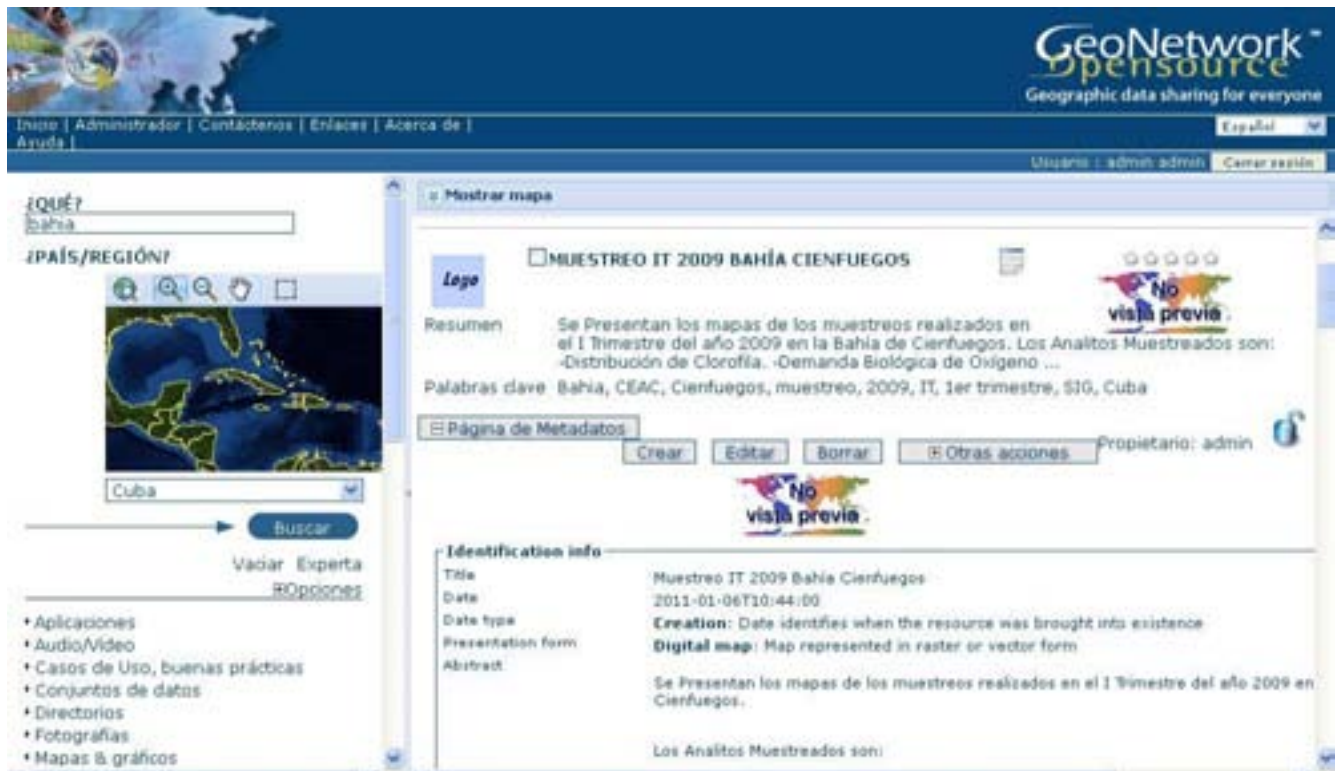 GeoNetwork
Opensource
Geographic data sharing for everyone
Inicio | Administrador | Contáctenos | Enlaces | Acerca de |
Ayuda |
Español
Usuario : admin admin
Cerrar sesión
¿QUÉ?
bahia
¿PAÍS/REGIÓN?
Cuba
Buscar
Vaciar Experta
Opciones
Aplicaciones
Audio/Video
Casos de Uso, buenas prácticas
Conjuntos de datos
Directorios
Fotografías
Mapas & gráficos
Mostrar mapa
Logo
MUESTREO IT 2009 BAHÍA CIENFUEGOS
No
vista previa
Resumen
Se Presentan los mapas de los muestreos realizados en
el I Trimestre del año 2009 en la Bahía de Cienfuegos. Los Analitos Muestreados son:
-Distribución de Clorofila. -Demanda Biológica de Oxigeno ...
Palabras clave Bahia, CEAC, Cienfuegos, muestreo, 2009, IT, 1er trimestre, SIG, Cuba
Página de Metadatos
Crear Editar Borrar Otras acciones
Propietario: admin
No
vista previa
Identification info
Title Muestreo IT 2009 Bahía Cienfuegos
Date 2011-01-06T10:44:00
Date type Creation: Date identifies when the resource was brought into existence
Presentation form Digital map: Map represented in raster or vector form
Abstract
Se Presentan los mapas de los muestreos realizados en el I Trimestre del año 2009 en
Cienfuegos.
Los Analitos Muestreados son: